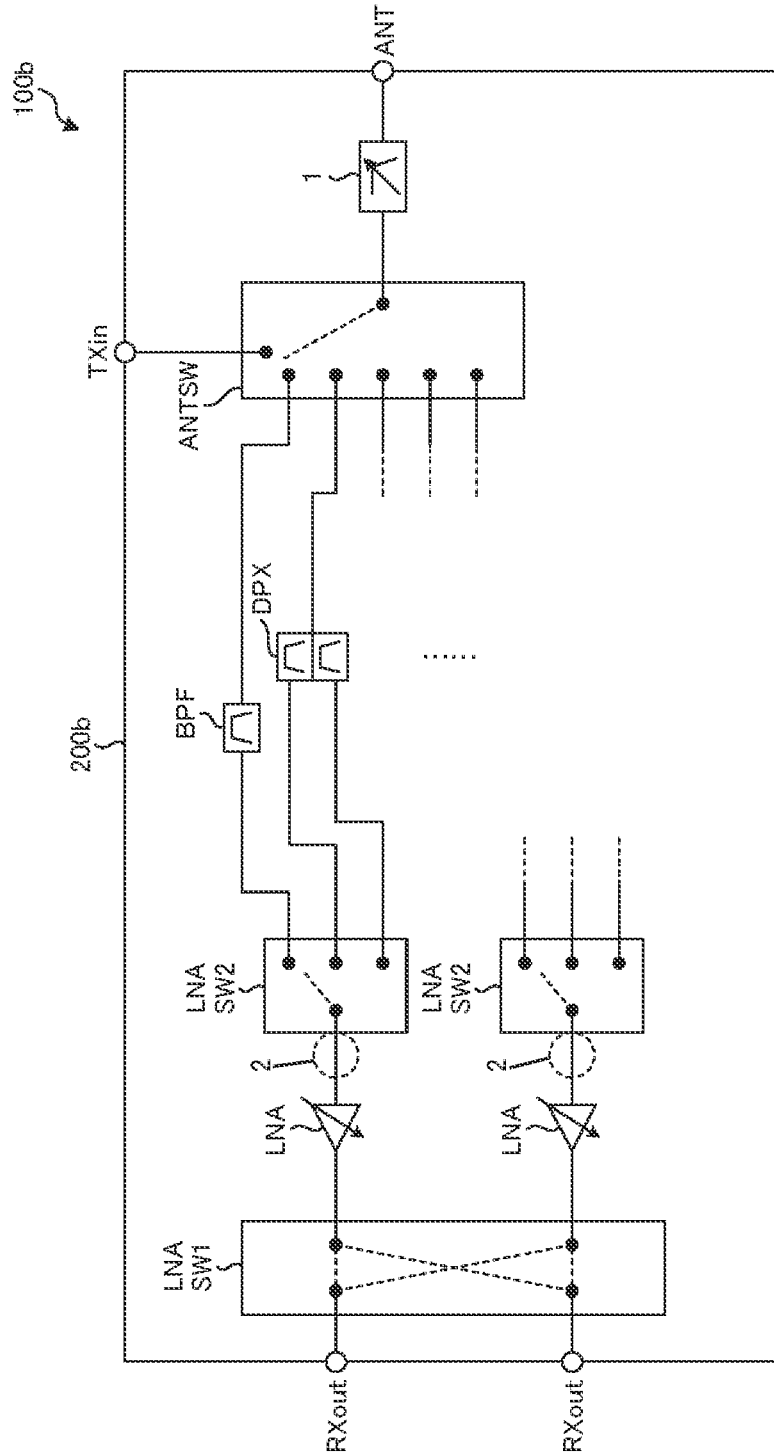 100b
ANT
1
TXin
ANTSW
DPX
BPF
200b
LNA
SW2
LNA
SW2
2
2
LNA
LNA
LNA
SW1
RXout
RXout